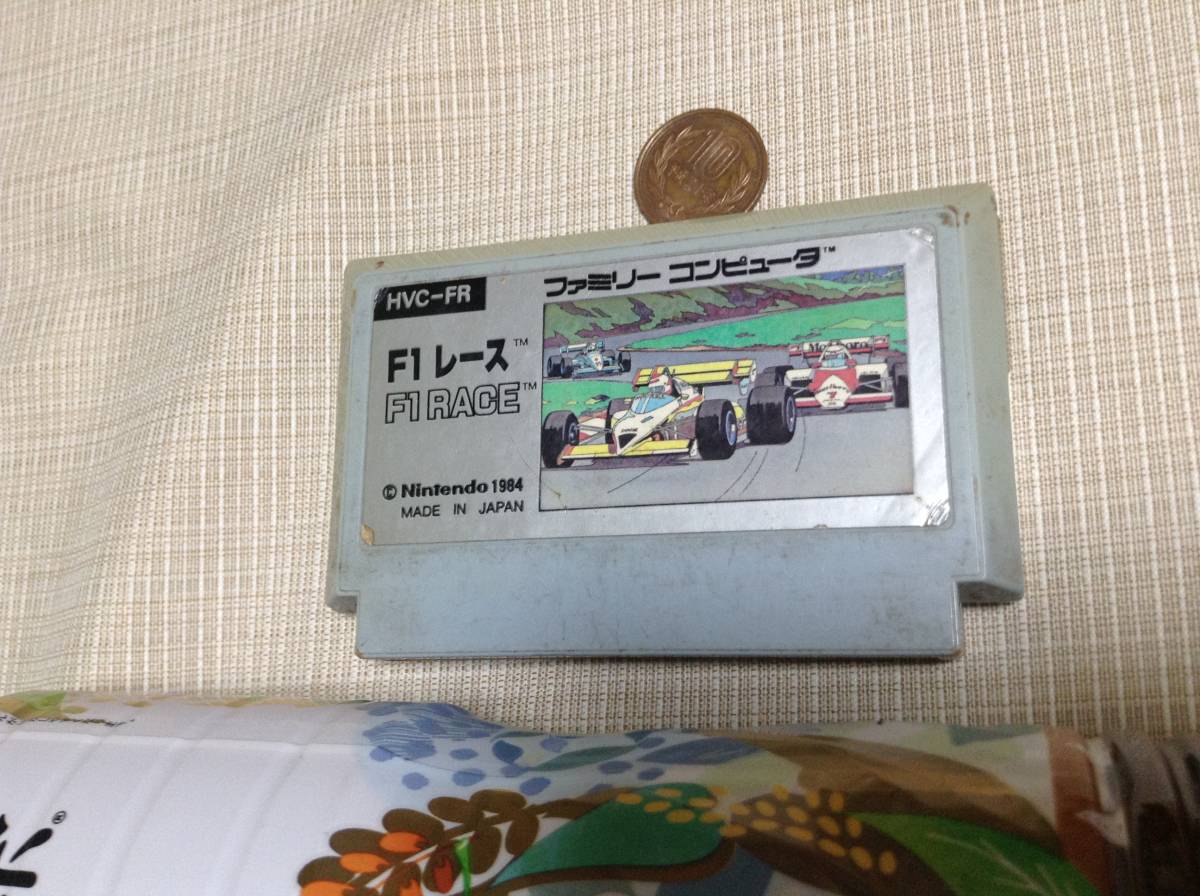 10
HVC-FR
ファミリー コンピュータ™
F1 レース™
F1 RACE™
Marlboro
© Nintendo 1984
MADE IN JAPAN